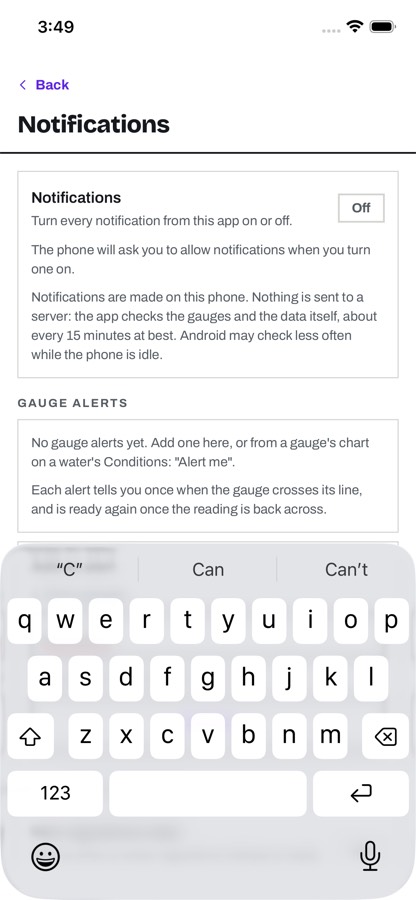 3:49
Back
Notifications
Notifications
Off
Turn every notification from this app on or off.
The phone will ask you to allow notifications when you turn
one on.
Notifications are made on this phone. Nothing is sent to a
server: the app checks the gauges and the data itself, about
every 15 minutes at best. Android may check less often
while the phone is idle.
GAUGE ALERTS
No gauge alerts yet. Add one here, or from a gauge's chart
on a water's Conditions: "Alert me".
Each alert tells you once when the gauge crosses its line,
and is ready again once the reading is back across.
“C” Can Can’t
q w e r t y u i o p
a s d f g h j k l
z x c v b n m
123